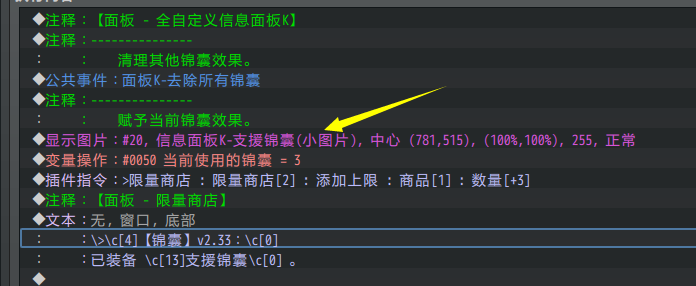 ◆注释：【面板 - 全自定义信息面板K】
◆注释：---------------
：　　：　　清理其他锦囊效果。
◆公共事件：面板K-去除所有锦囊
◆注释：---------------
：　　：　　赋予当前锦囊效果。
◆显示图片：#20, 信息面板K-支援锦囊(小图片), 中心 (781,515), (100%,100%), 255, 正常
◆变量操作：#0050 当前使用的锦囊 = 3
◆插件指令：>限量商店 : 限量商店[2] : 添加上限 : 商品[1] : 数量[+3]
◆注释：【面板 - 限量商店】
◆文本：无, 窗口, 底部
：　　：\>\c[4]【锦囊】v2.33：\c[0]
：　　：已装备 \c[13]支援锦囊\c[0] 。
◆